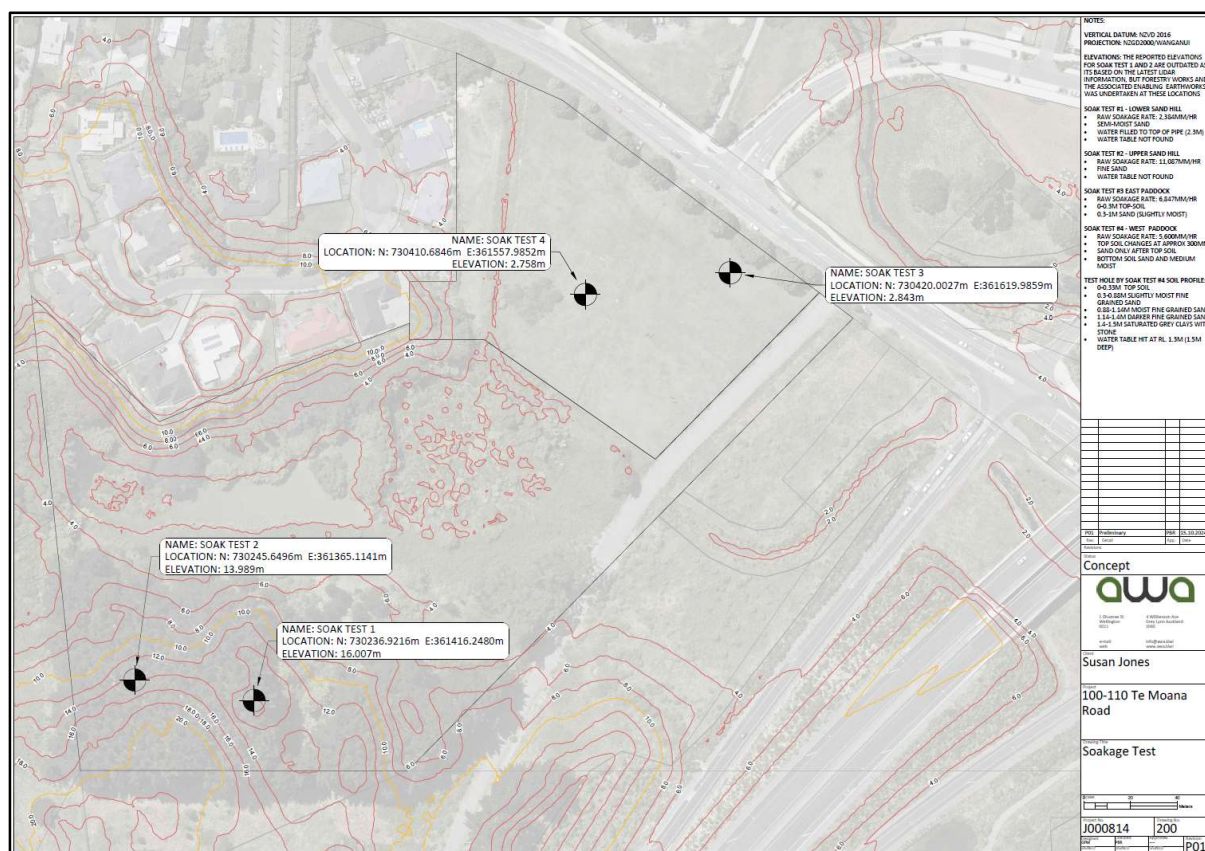 NAME: SOAK TEST 4
LOCATION: N: 730410.6846m E:361557.9852m
ELEVATION: 2.758m
NAME: SOAK TEST 3
LOCATION: N: 730420.0027m E:361619.9859m
ELEVATION: 2.843m
NAME: SOAK TEST 2
LOCATION: N: 730245.6496m E:361365.1141m
ELEVATION: 13.989m
NAME: SOAK TEST 1
LOCATION: N: 730236.9216m E:361416.2480m
ELEVATION: 16.007m
NOTES:
VERTICAL DATUM: NZVD 2016
PROJECTION: NZGD2000/WANGANUI
ELEVATIONS: THE REPORTED ELEVATIONS
FOR SOAK TEST 1 AND 2 ARE OUTDATED AS
ITS BASED ON THE LATEST LIDAR
INFORMATION, BUT FORESTRY WORKS AND
THE ASSOCIATED ENABLING EARTHWORKS
WAS UNDERTAKEN AT THESE LOCATIONS
SOAK TEST #1 - LOWER SAND HILL
• RAW SOAKAGE RATE: 2,384MM/HR
• SEMI-MOIST SAND
• WATER FILLED TO TOP OF PIPE (2.3M)
• WATER TABLE NOT FOUND
SOAK TEST #2 - UPPER SAND HILL
• RAW SOAKAGE RATE: 11,087MM/HR
• FINE SAND
• WATER TABLE NOT FOUND
SOAK TEST #3 EAST PADDOCK
• RAW SOAKAGE RATE: 6,847MM/HR
• 0-0.3M TOP-SOIL
• 0.3-1M SAND (SLIGHTLY MOIST)
SOAK TEST #4 - WEST PADDOCK
• RAW SOAKAGE RATE: 5,600MM/HR
• TOP SOIL CHANGES AT APPROX 300MM
• SAND ONLY AFTER TOP SOIL
• BOTTOM SOIL SAND AND MEDIUM
MOIST
TEST HOLE BY SOAK TEST #4 SOIL PROFILE:
• 0-0.33M TOP SOIL
• 0.3-0.88M SLIGHTLY MOIST FINE
GRAINED SAND
• 0.88-1.14M MOIST FINE GRAINED SAND
• 1.14-1.4M DARKER FINE GRAINED SAND
• 1.4-1.5M SATURATED GREY CLAYS WITH
STONE
• WATER TABLE HIT AT RL 1.3M (1.5M
DEEP)
P01 Preliminary PBR 15.10.2024
Concept
awa
Susan Jones
100-110 Te Moana
Road
Soakage Test
Project No.
Drawing No.
J000814
200
P01